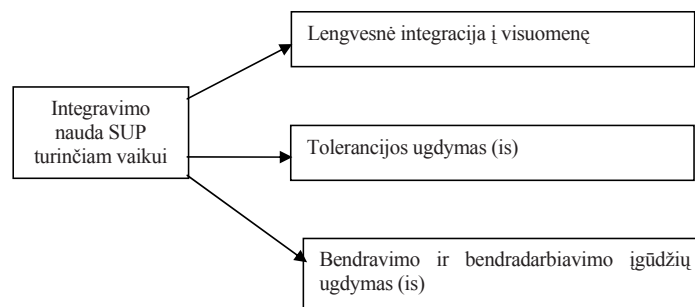 Lengvesnė integracija į visuomenę
Integravimo
nauda SUP
turinčiam vaikui
Tolerancijos ugdymas (is)
Bendravimo ir bendradarbiavimo įgūdžių
ugdymas (is)